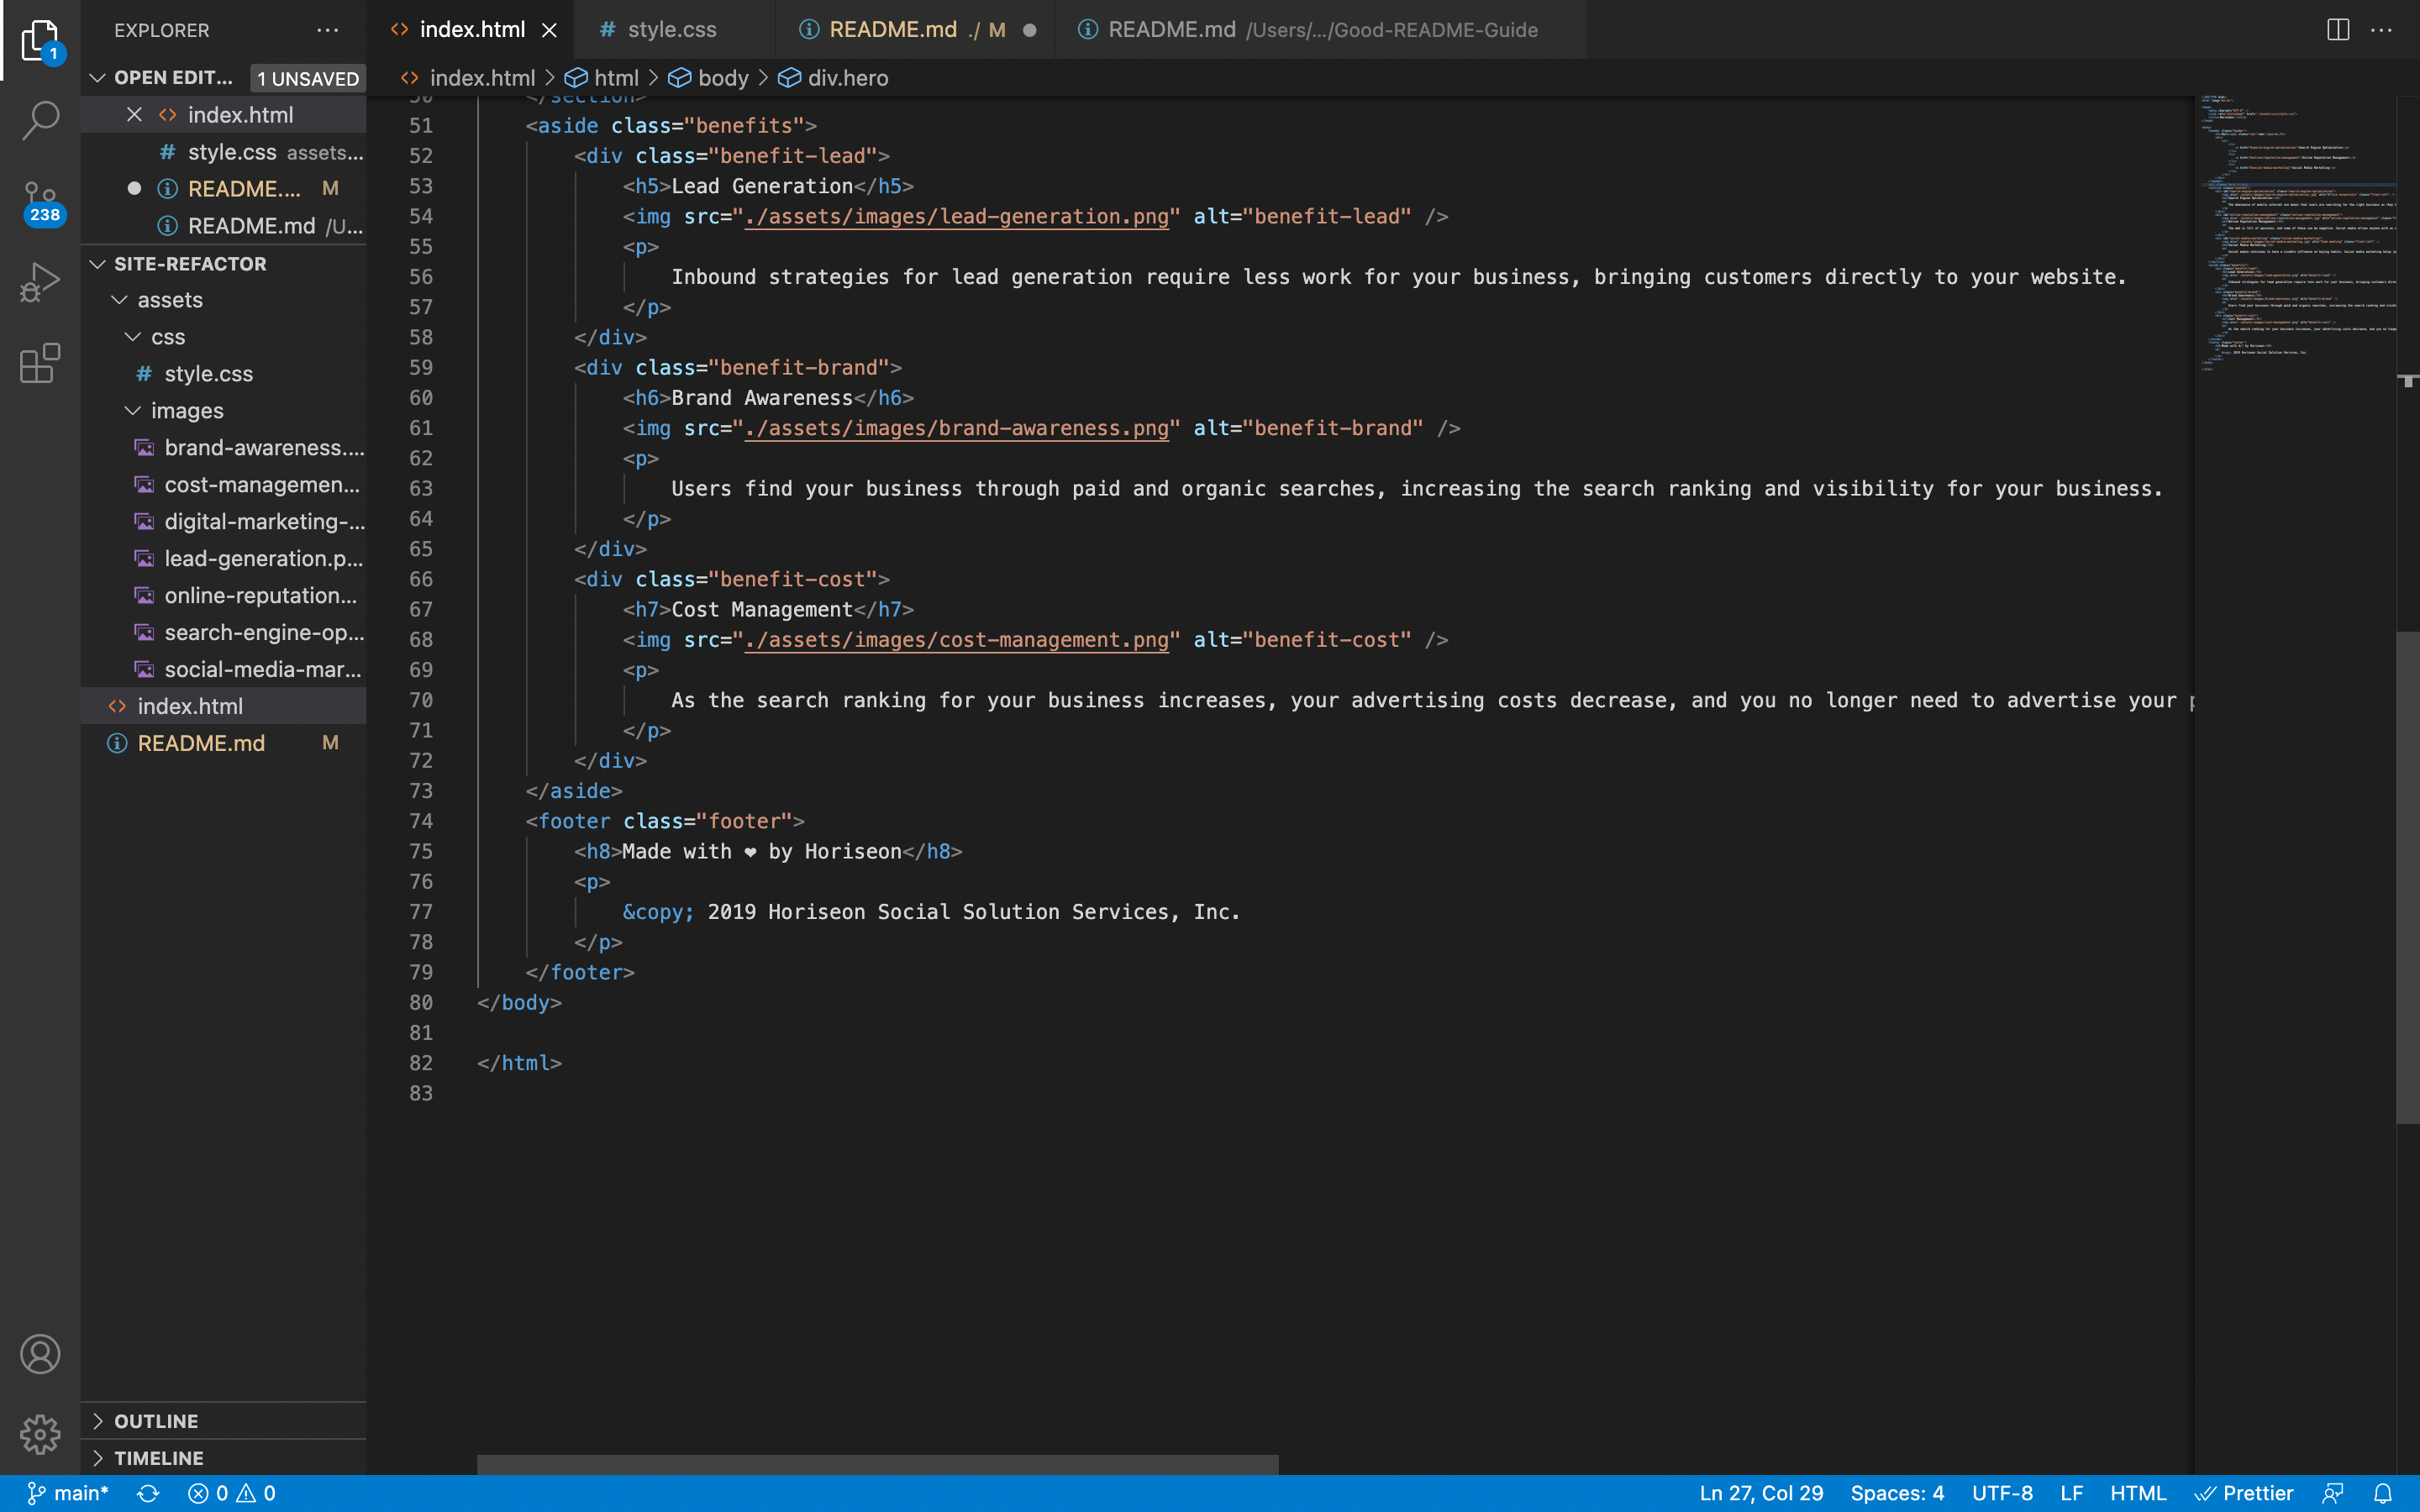 EXPLORER
index.html
style.css
README.md ./ M
README.md /Users/.../Good-README-Guide
1
OPEN EDIT... 1 UNSAVED
index.html
style.css assets...
README.... M
README.md /U...
238
SITE-REFACTOR
assets
css
style.css
images
brand-awareness....
cost-managemen...
digital-marketing-...
lead-generation.p...
online-reputation...
search-engine-op...
social-media-mar...
index.html
README.md M
OUTLINE
TIMELINE
index.html > html > body > div.hero
50 </section>
51 <aside class="benefits">
52 <div class="benefit-lead">
53 <h5>Lead Generation</h5>
54 <img src="./assets/images/lead-generation.png" alt="benefit-lead" />
55 <p>
56 Inbound strategies for lead generation require less work for your business, bringing customers directly to your website.
57 </p>
58 </div>
59 <div class="benefit-brand">
60 <h6>Brand Awareness</h6>
61 <img src="./assets/images/brand-awareness.png" alt="benefit-brand" />
62 <p>
63 Users find your business through paid and organic searches, increasing the search ranking and visibility for your business.
64 </p>
65 </div>
66 <div class="benefit-cost">
67 <h7>Cost Management</h7>
68 <img src="./assets/images/cost-management.png" alt="benefit-cost" />
69 <p>
70 As the search ranking for your business increases, your advertising costs decrease, and you no longer need to advertise your
71 </p>
72 </div>
73 </aside>
74 <footer class="footer">
75 <h8>Made with ❤ by Horiseon</h8>
76 <p>
77 &copy; 2019 Horiseon Social Solution Services, Inc.
78 </p>
79 </footer>
80 </body>
81
82 </html>
83
main* 0 0
Ln 27, Col 29 Spaces: 4 UTF-8 LF HTML Prettier